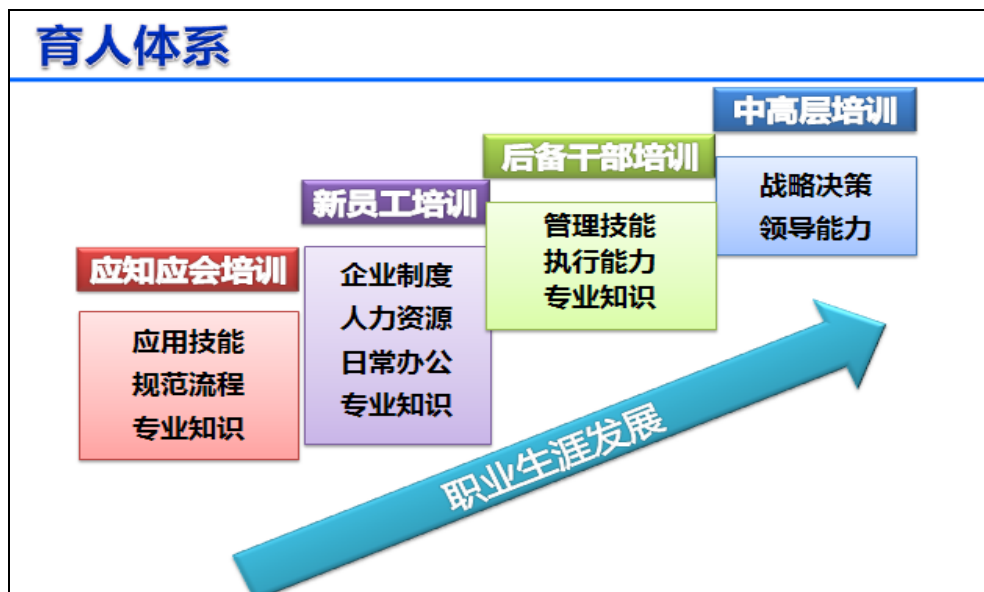 育人体系
应知应会培训
应用技能
规范流程
专业知识
新员工培训
企业制度
人力资源
日常办公
专业知识
后备干部培训
管理技能
执行能力
专业知识
中高层培训
战略决策
领导能力
职业生涯发展